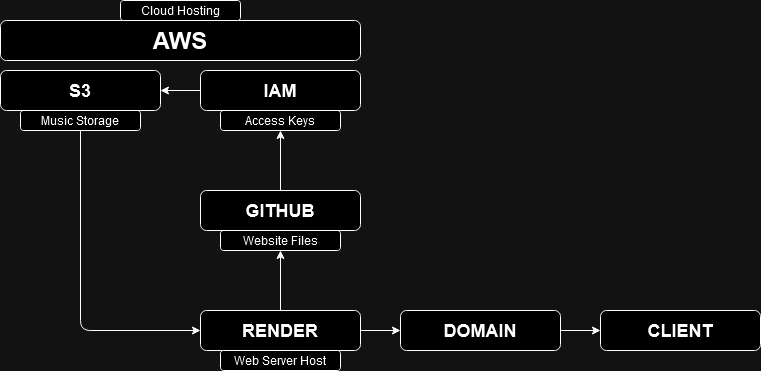 Cloud Hosting
AWS
S3
IAM
Music Storage
Access Keys
GITHUB
Website Files
RENDER
DOMAIN
CLIENT
Web Server Host